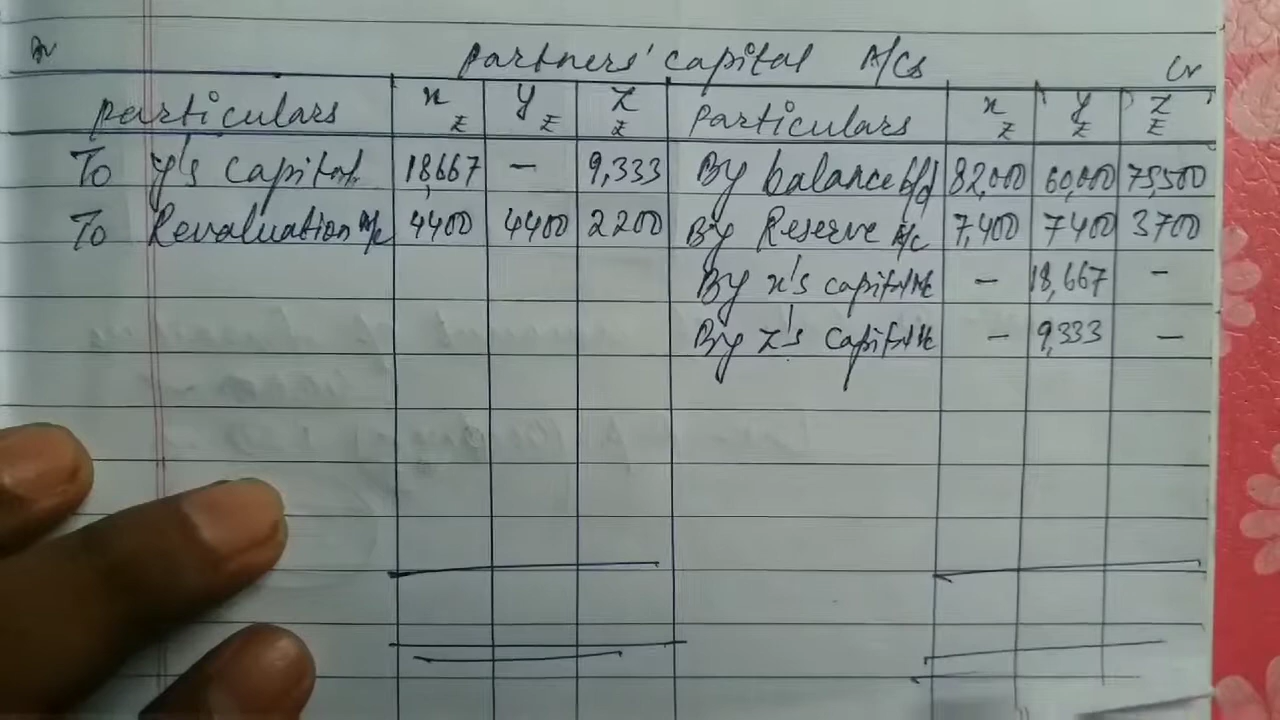 Dr Partners' capital A/Cs Cr
Particulars x y z Particulars x y z
₹ ₹ ₹ ₹ ₹ ₹
To y's capital 18,667 - 9,333 By balance b/d 82,000 60,000 75,500
To Revaluation A/c 4400 4400 2200 By Reserve A/c 7,400 7400 3700
By x's capital A/c - 18,667 -
By z's capital A/c - 9,333 -